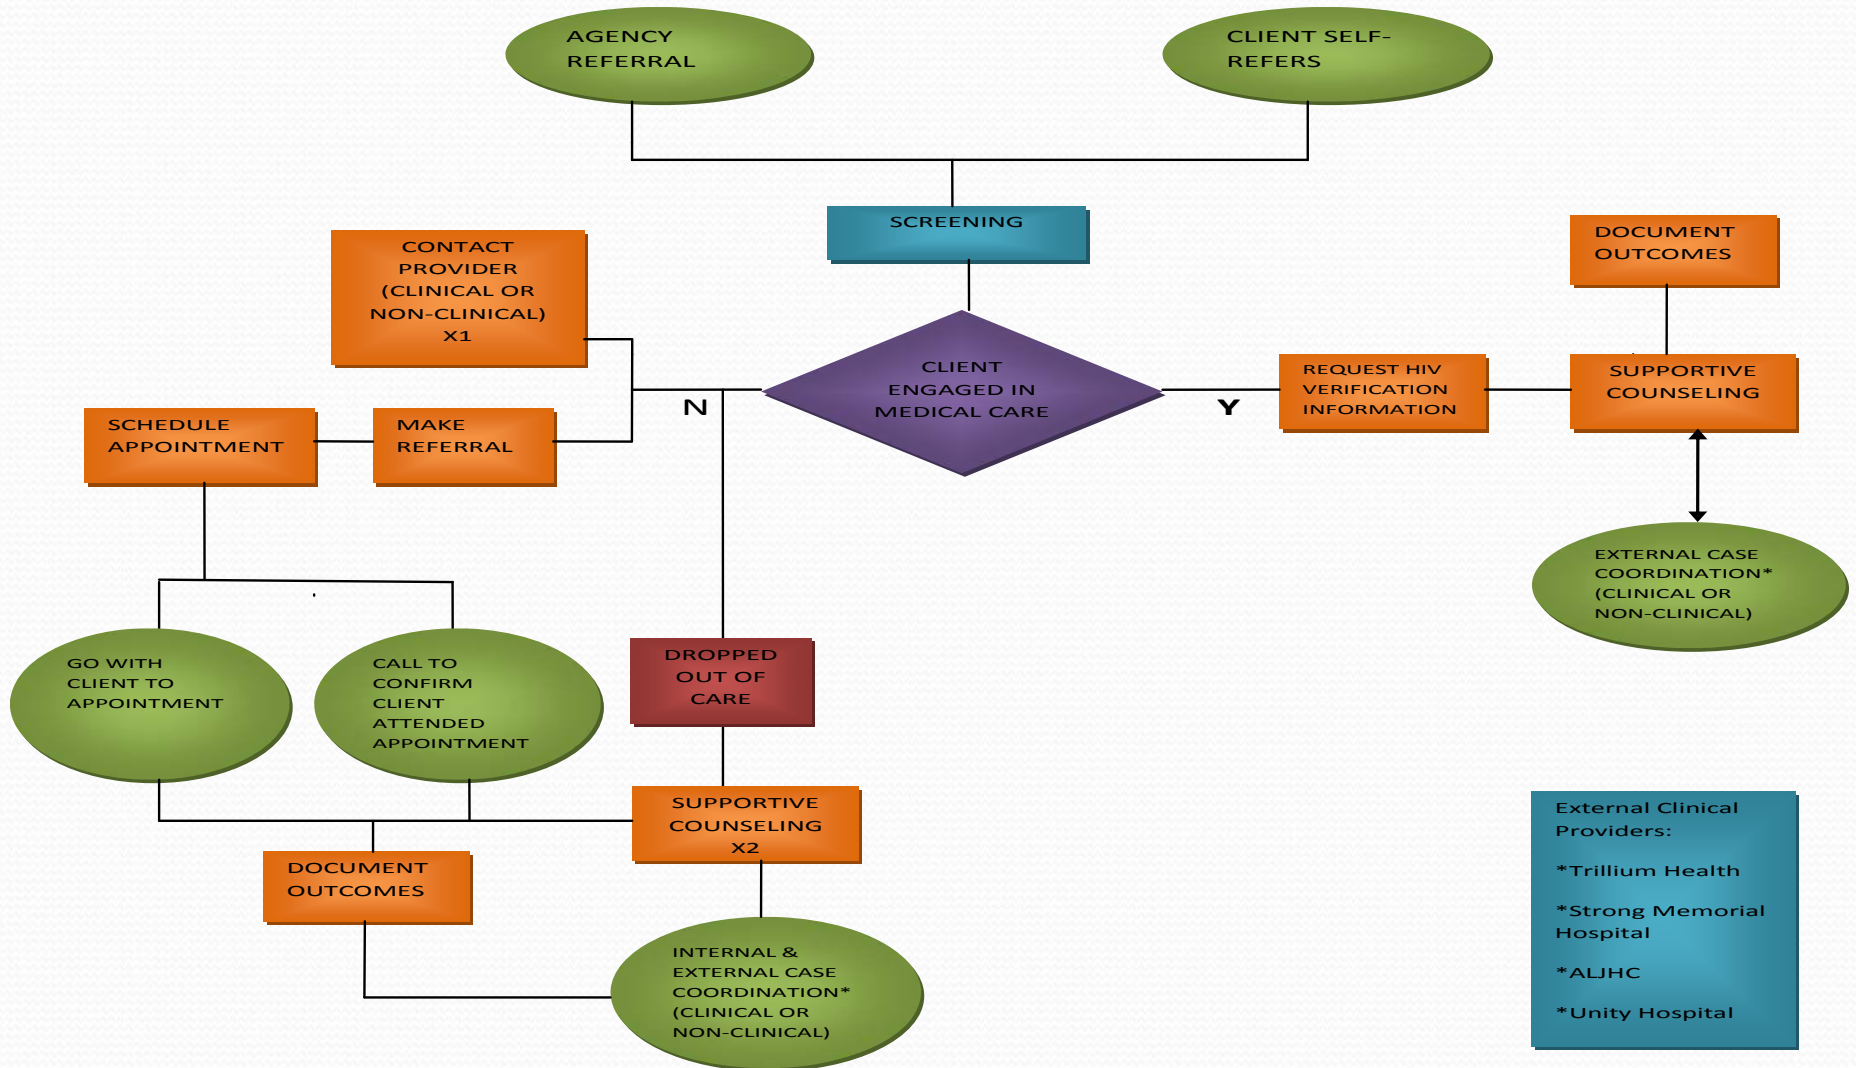 AGENCY
REFERRAL
CLIENT SELF-
REFERS
SCREENING
CONTACT
PROVIDER
(CLINICAL OR
NON-CLINICAL)
X1
DOCUMENT
OUTCOMES
CLIENT
ENGAGED IN
MEDICAL CARE
N
Y
REQUEST HIV
VERIFICATION
INFORMATION
SUPPORTIVE
COUNSELING
SCHEDULE
APPOINTMENT
MAKE
REFERRAL
EXTERNAL CASE
COORDINATION*
(CLINICAL OR
NON-CLINICAL)
GO WITH
CLIENT TO
APPOINTMENT
CALL TO
CONFIRM
CLIENT
ATTENDED
APPOINTMENT
DROPPED
OUT OF
CARE
SUPPORTIVE
COUNSELING
X2
DOCUMENT
OUTCOMES
INTERNAL &
EXTERNAL CASE
COORDINATION*
(CLINICAL OR
NON-CLINICAL)
External Clinical
Providers:
*Trillium Health
*Strong Memorial
Hospital
*ALJHC
*Unity Hospital